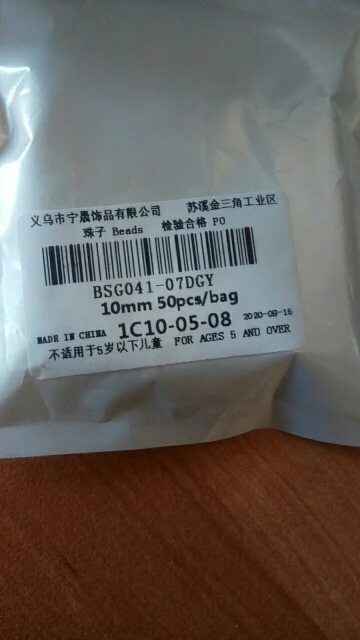 义乌市宁晟饰品有限公司 苏溪金三角工业区
珠子 Beads 检验合格 PO
BSG041-07DGY
10mm 50pcs/bag
MADE IN CHINA 1C10-05-08 2020-09-15
不适用于5岁以下儿童 FOR AGES 5 AND OVER